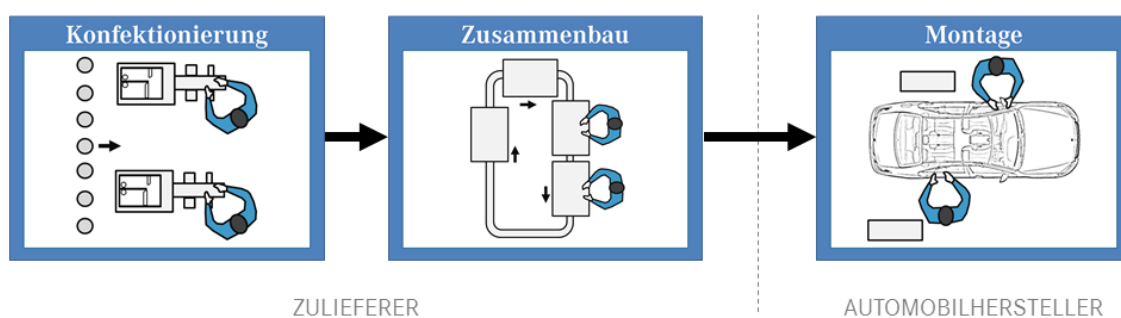 Konfektionierung
Zusammenbau
Montage
ZULIEFERER
AUTOMOBILHERSTELLER